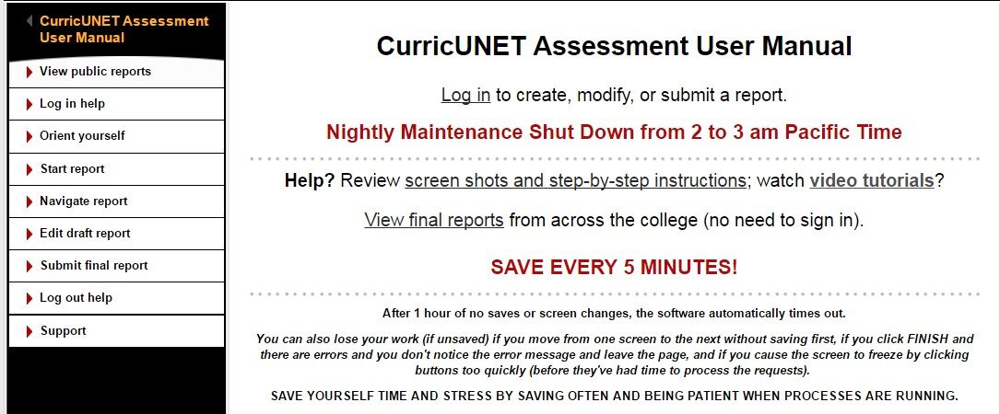 CurricUNET Assessment
User Manual
View public reports
Log in help
Orient yourself
Start report
Navigate report
Edit draft report
Submit final report
Log out help
Support
CurricUNET Assessment User Manual
Log in to create, modify, or submit a report.
Nightly Maintenance Shut Down from 2 to 3 am Pacific Time
Help? Review screen shots and step-by-step instructions; watch video tutorials?
View final reports from across the college (no need to sign in).
SAVE EVERY 5 MINUTES!
After 1 hour of no saves or screen changes, the software automatically times out.
You can also lose your work (if unsaved) if you move from one screen to the next without saving first, if you click FINISH and
there are errors and you don't notice the error message and leave the page, and if you cause the screen to freeze by clicking
buttons too quickly (before they've had time to process the requests).
SAVE YOURSELF TIME AND STRESS BY SAVING OFTEN AND BEING PATIENT WHEN PROCESSES ARE RUNNING.